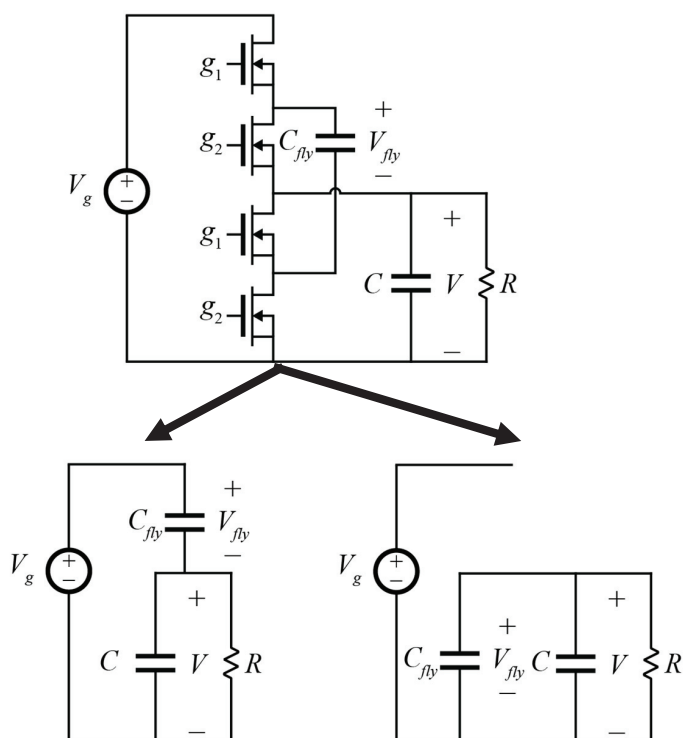 g₁
+
g₂ C_fly V_fly
−
V_g + −
g₁
+
C V R
g₂
−
+
C_fly V_fly
−
V_g + −
+
C V R
−
V_g + −
+
+
C_fly V_fly C V R
−
−